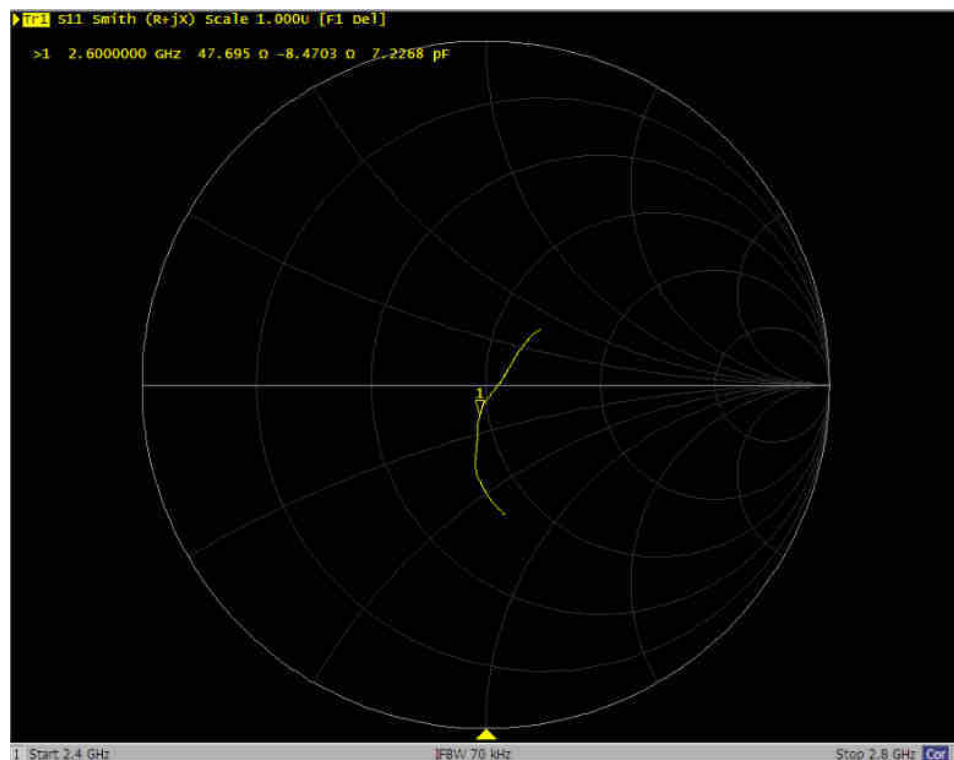 Tr1 S11 Smith (R+jX) Scale 1.000U [F1 Del]
>1 2.6000000 GHz 47.695 Ω -8.4703 Ω 7.2268 pF
1
1 Start 2.4 GHz IFBW 70 kHz Stop 2.8 GHz Cor